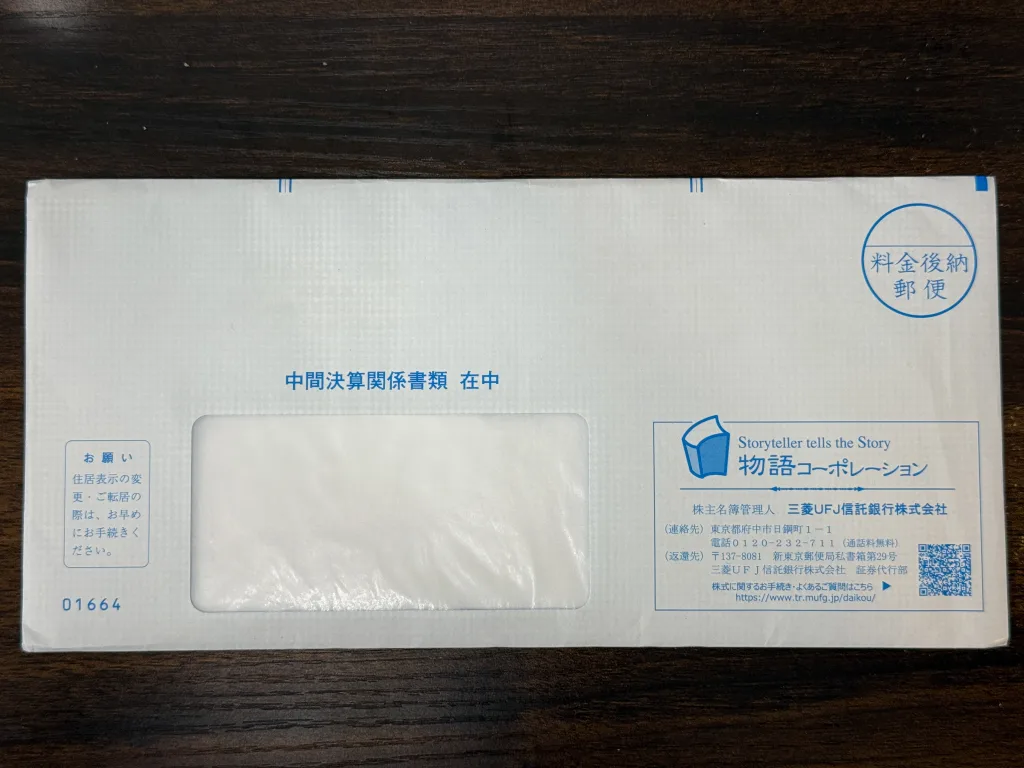 料金後納
郵便
中間決算関係書類 在中
お願い
住居表示の変
更・ご転居の
際は、お早め
にお手続きく
ださい。
01664
Storyteller tells the Story
物語コーポレーション
株主名簿管理人 三菱UFJ信託銀行株式会社
(連絡先) 東京都府中市日鋼町1-1
電話0120-232-711 (通話料無料)
(返還先) 〒137-8081 新東京郵便局私書箱第29号
三菱UFJ信託銀行株式会社 証券代行部
株式に関するお手続き・よくあるご質問はこちら ▶
https://www.tr.mufg.jp/daikou/